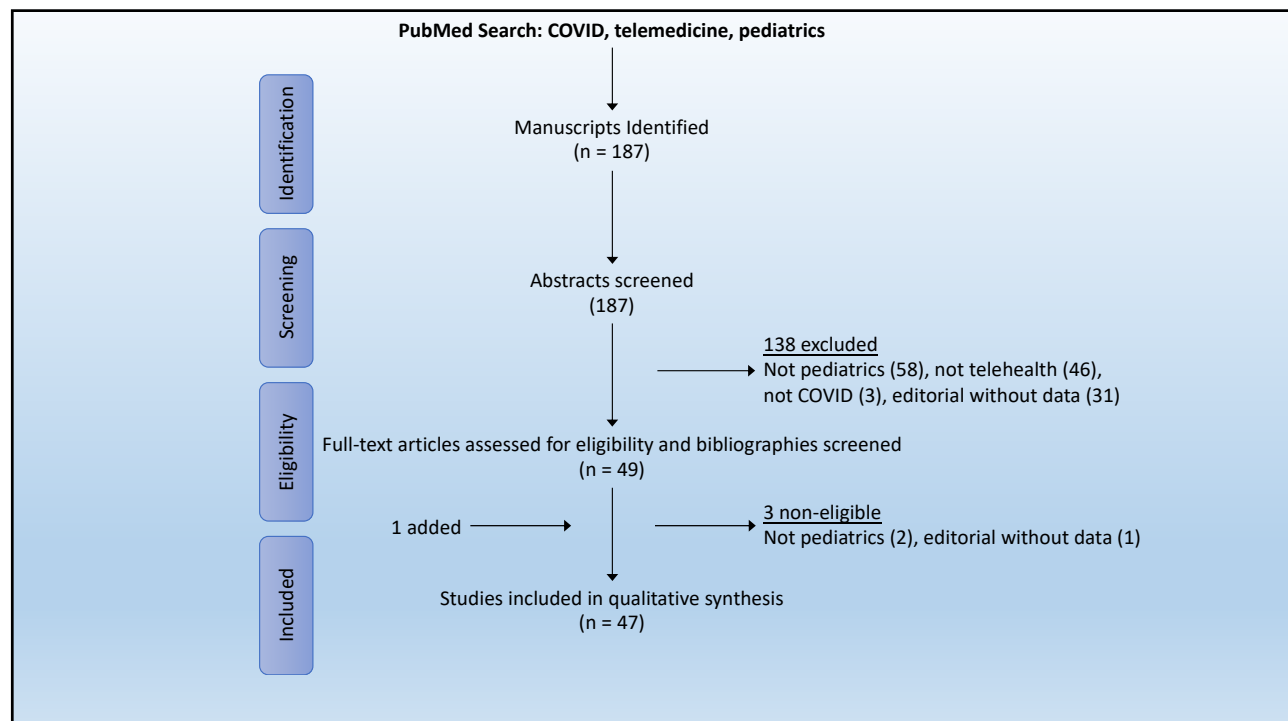 PubMed Search: COVID, telemedicine, pediatrics
Identification
Manuscripts Identified
(n = 187)
Screening
Abstracts screened
(187)
138 excluded
Not pediatrics (58), not telehealth (46),
not COVID (3), editorial without data (31)
Eligibility
Full-text articles assessed for eligibility and bibliographies screened
(n = 49)
1 added
3 non-eligible
Not pediatrics (2), editorial without data (1)
Included
Studies included in qualitative synthesis
(n = 47)